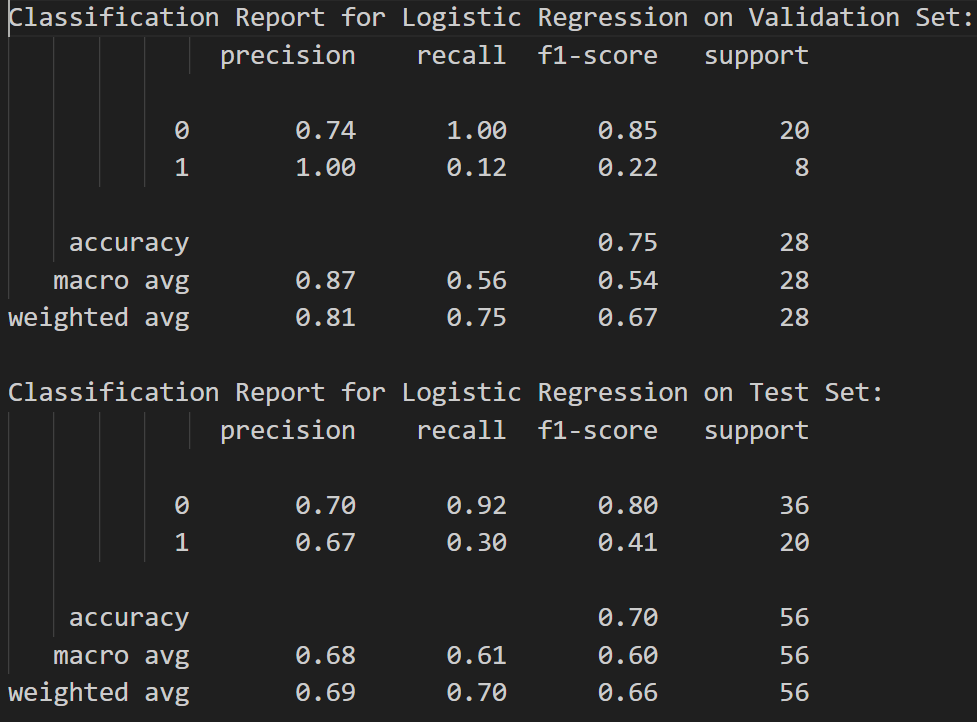 Classification Report for Logistic Regression on Validation Set:
precision recall f1-score support
0 0.74 1.00 0.85 20
1 1.00 0.12 0.22 8
accuracy 0.75 28
macro avg 0.87 0.56 0.54 28
weighted avg 0.81 0.75 0.67 28
Classification Report for Logistic Regression on Test Set:
precision recall f1-score support
0 0.70 0.92 0.80 36
1 0.67 0.30 0.41 20
accuracy 0.70 56
macro avg 0.68 0.61 0.60 56
weighted avg 0.69 0.70 0.66 56